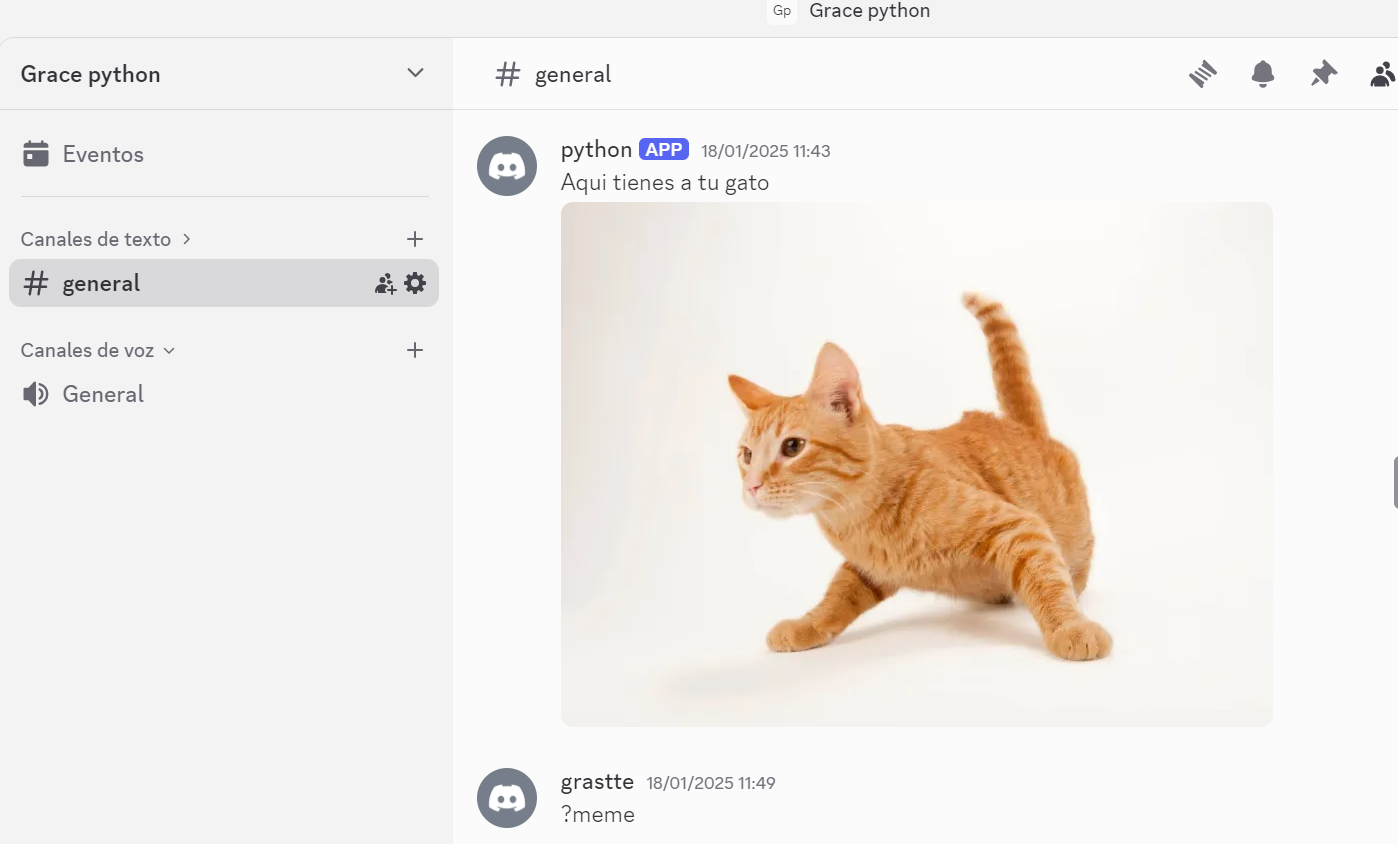 Gp Grace python
Grace python
# general
Eventos
Canales de texto
# general
Canales de voz
General
python APP 18/01/2025 11:43
Aqui tienes a tu gato
grastte 18/01/2025 11:49
?meme